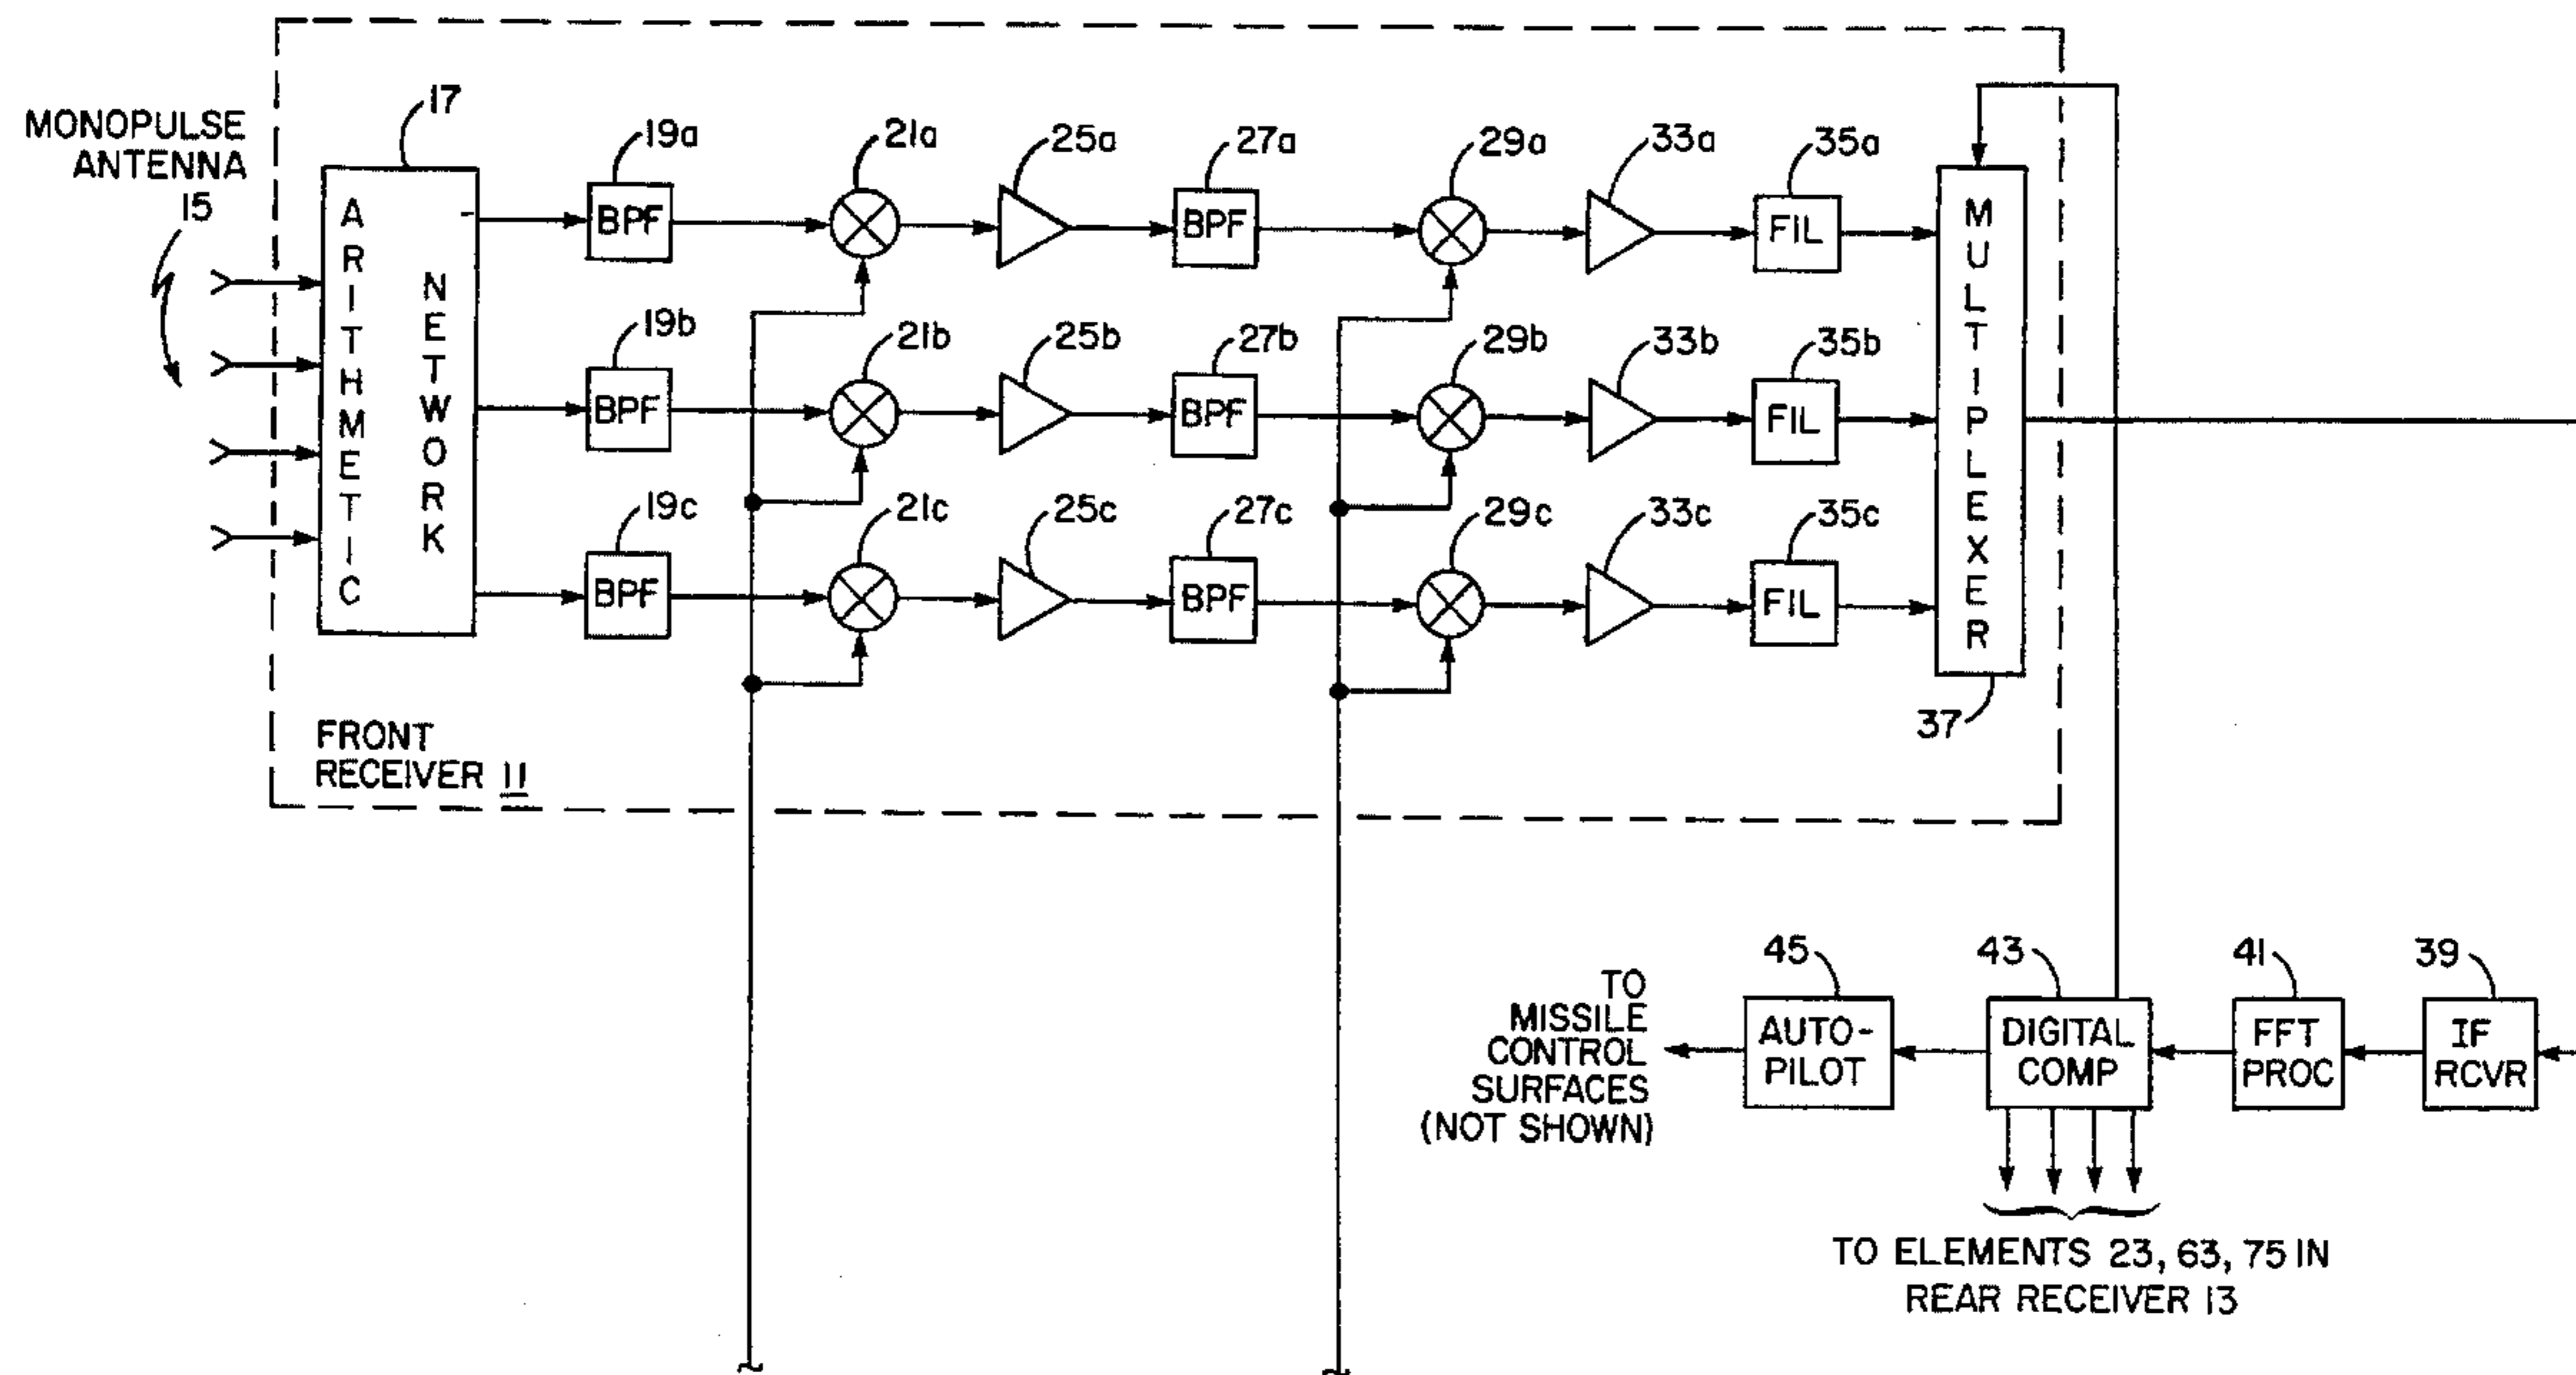 MONOPULSE
ANTENNA
15
17
ARITHMETIC
NETWORK
19a
BPF
21a
25a
27a
BPF
29a
33a
35a
FIL
19b
BPF
21b
25b
27b
BPF
29b
33b
35b
FIL
19c
BPF
21c
25c
27c
BPF
29c
33c
35c
FIL
MULTIPLEXER
37
FRONT
RECEIVER 11
TO
MISSILE
CONTROL
SURFACES
(NOT SHOWN)
45
AUTO-
PILOT
43
DIGITAL
COMP
41
FFT
PROC
39
IF
RCVR
TO ELEMENTS 23, 63, 75 IN
REAR RECEIVER 13